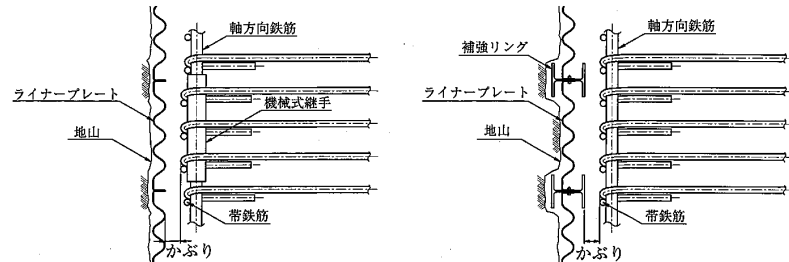 軸方向鉄筋
ライナープレート
機械式継手
地山
帯鉄筋
かぶり
軸方向鉄筋
補強リング
ライナープレート
地山
帯鉄筋
かぶり